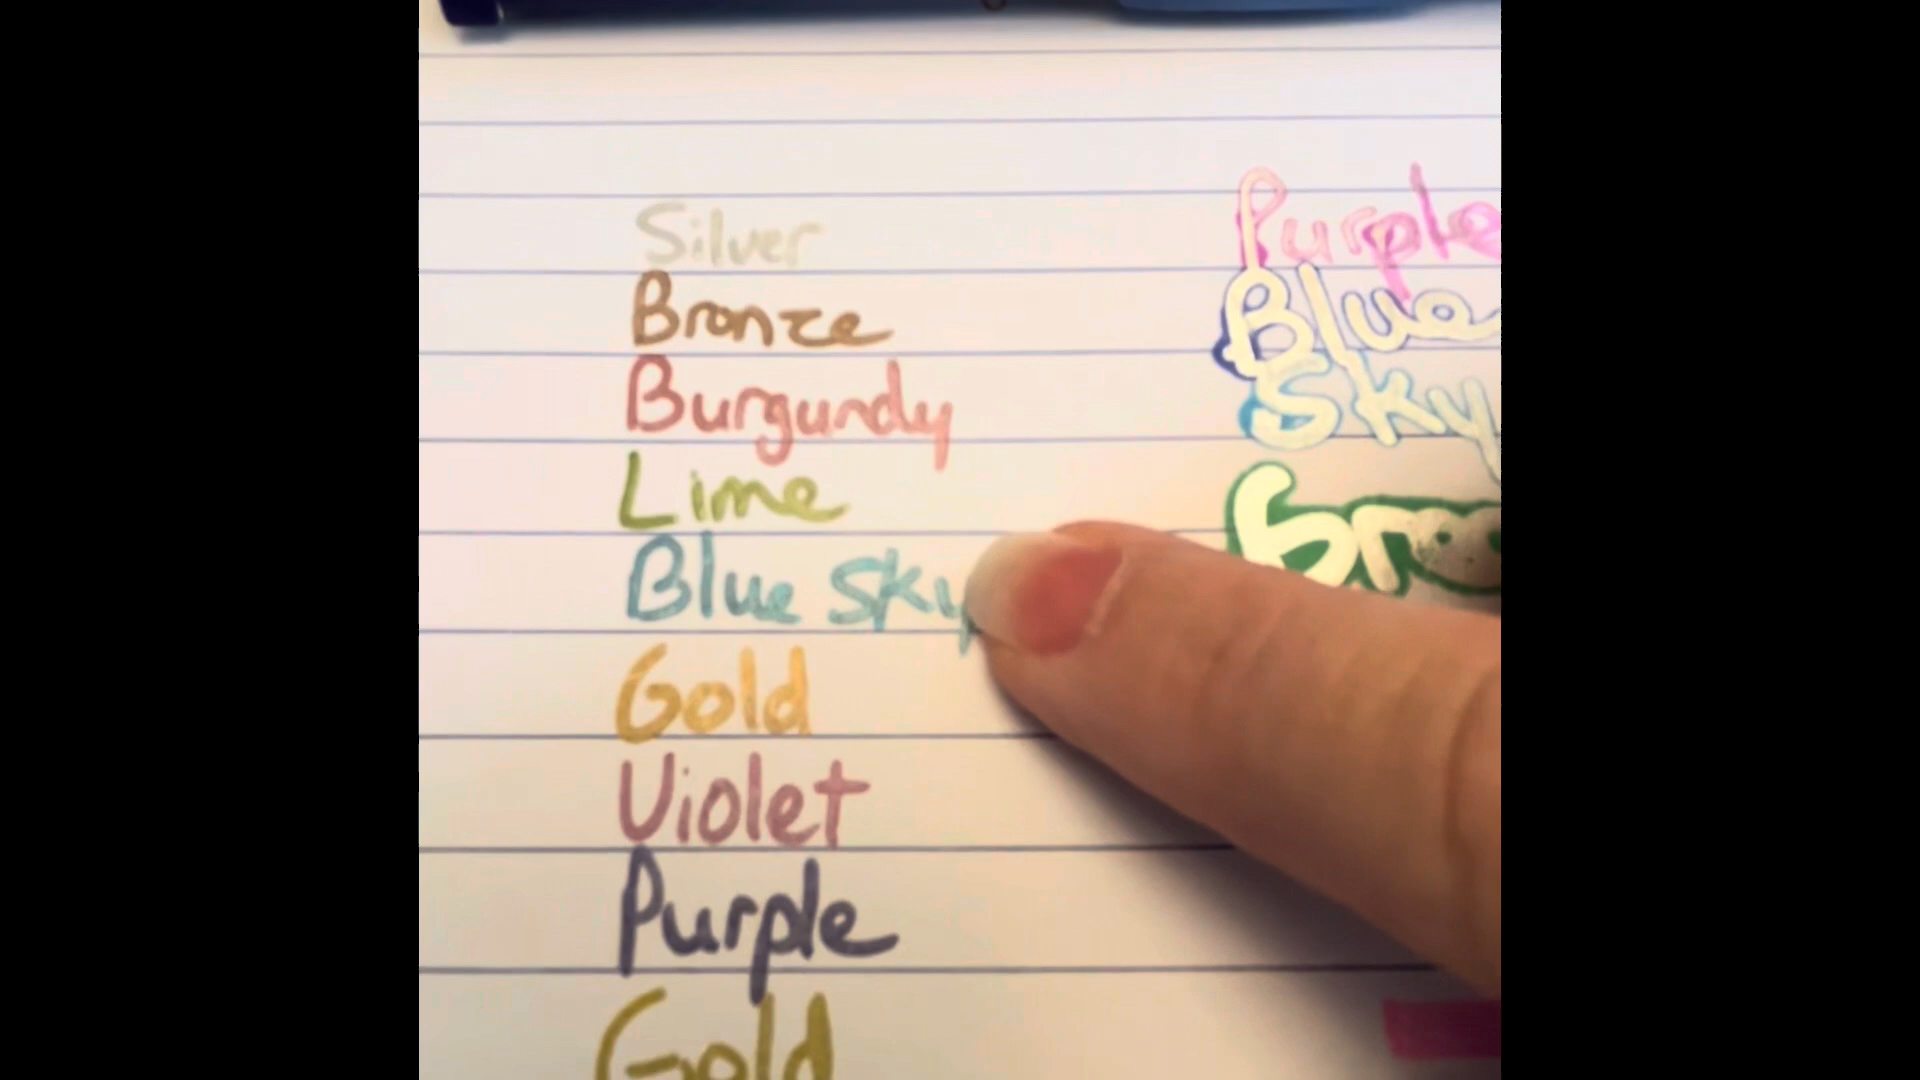 Silver
Bronze
Burgundy
Lime
Blue Sky
Gold
Violet
Purple
Gold
Purple
Blue
Sky